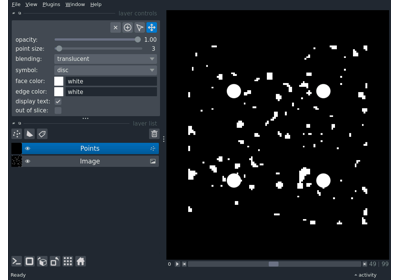 File View Plugins Window Help
layer controls
opacity: 1.00
point size: 3
blending: translucent
symbol: disc
face color: white
edge color: white
display text:
out of slice:
layer list
Points
Image
49 99
Ready
activity